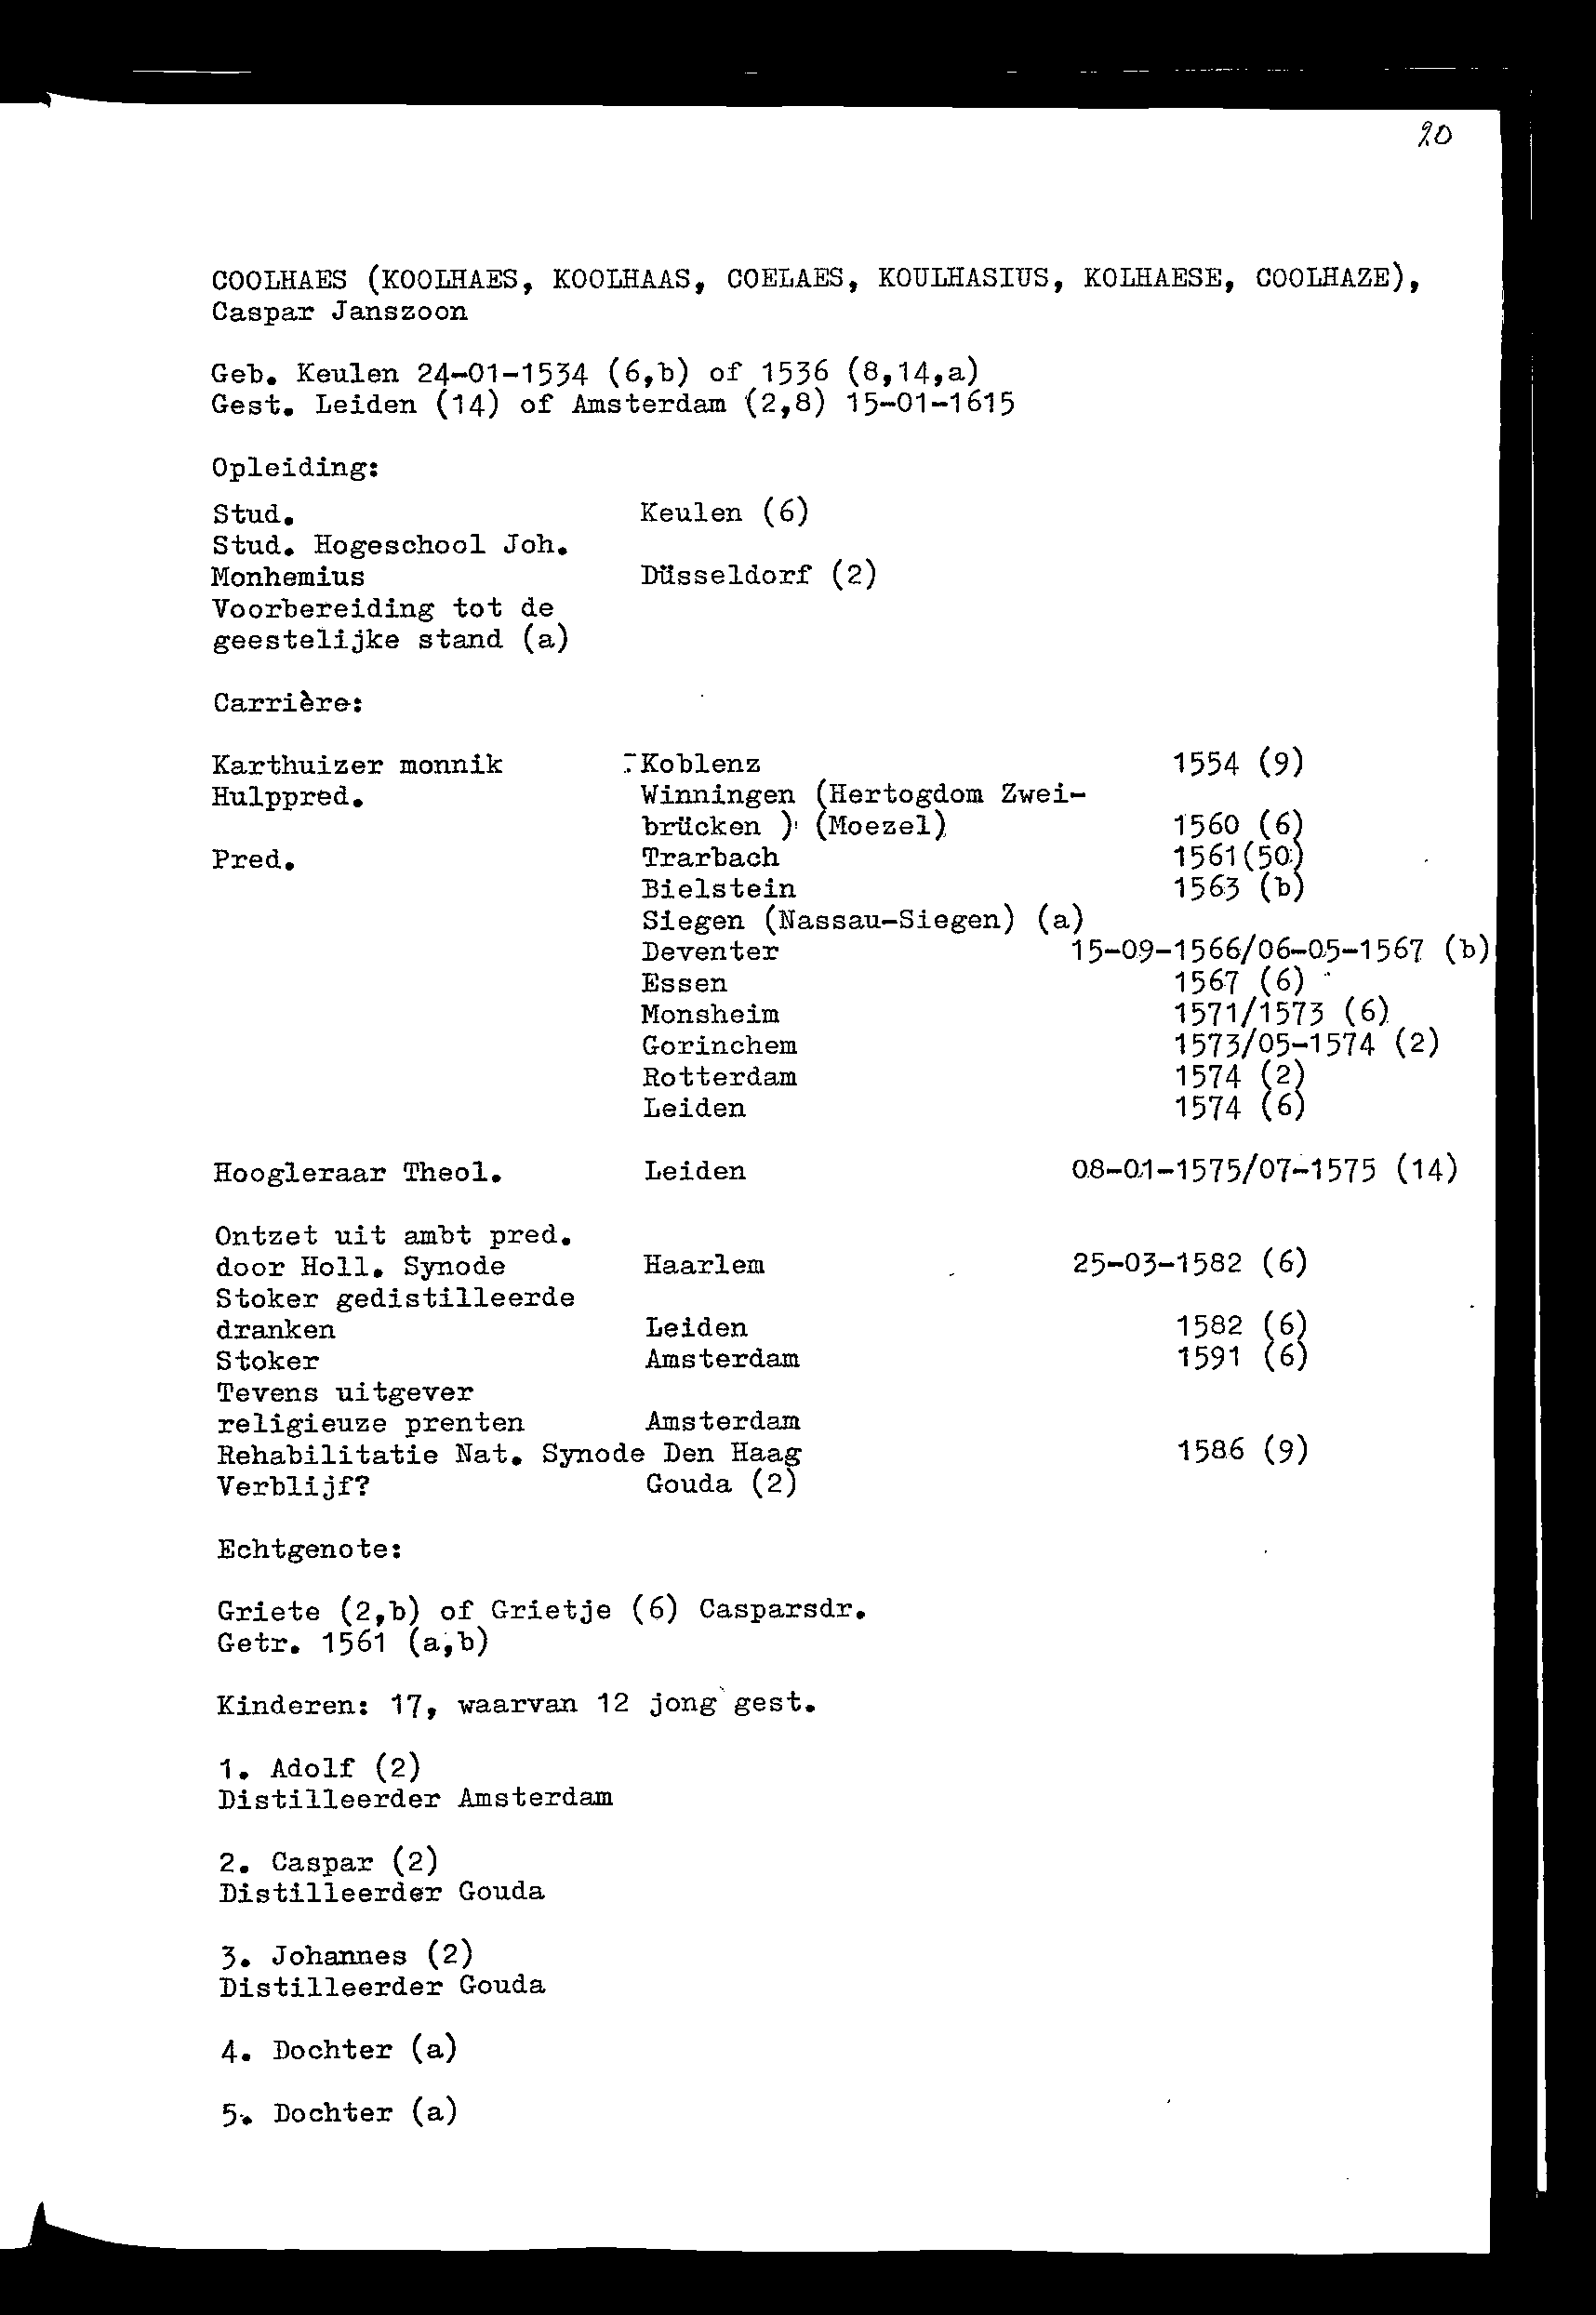 20
COOLHAES (KOOLHAES, KOOLHAAS, COELAES, KOULHASIUS, KOLHAESE, COOLHAZE),
Caspar Janszoon
Geb. Keulen 24-01-1534 (6,b) of 1536 (8,14,a)
Gest. Leiden (14) of Amsterdam (2,8) 15-01-1615
Opleiding:
Stud. Keulen (6)
Stud. Hogeschool Joh.
Monhemius Düsseldorf (2)
Voorbereiding tot de
geestelijke stand (a)
Carrière:
Karthuizer monnik Koblenz 1554 (9)
Hulppred. Winningen (Hertogdom Zwei-
brücken ) (Moezel) 1560 (6)
Pred. Trarbach 1561(50)
Bielstein 1563 (b)
Siegen (Nassau-Siegen) (a)
Deventer 15-09-1566/06-05-1567 (b)
Essen 1567 (6)
Monsheim 1571/1573 (6)
Gorinchem 1573/05-1574 (2)
Rotterdam 1574 (2)
Leiden 1574 (6)
Hoogleraar Theol. Leiden 08-01-1575/07-1575 (14)
Ontzet uit ambt pred.
door Holl. Synode Haarlem 25-03-1582 (6)
Stoker gedistilleerde
dranken Leiden 1582 (6)
Stoker Amsterdam 1591 (6)
Tevens uitgever
religieuze prenten Amsterdam
Rehabilitatie Nat. Synode Den Haag 1586 (9)
Verblijf? Gouda (2)
Echtgenote:
Griete (2,b) of Grietje (6) Casparsdr.
Getr. 1561 (a,b)
Kinderen: 17, waarvan 12 jong gest.
1. Adolf (2)
Distilleerder Amsterdam
2. Caspar (2)
Distilleerder Gouda
3. Johannes (2)
Distilleerder Gouda
4. Dochter (a)
5. Dochter (a)